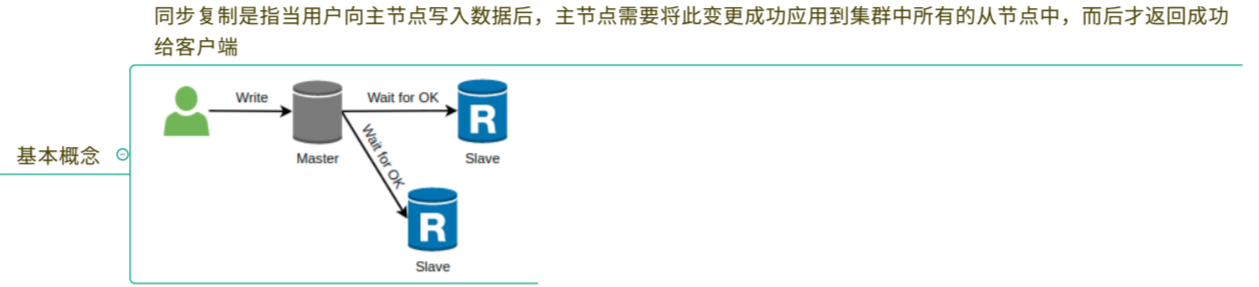 同步复制是指当用户向主节点写入数据后，主节点需要将此变更成功应用到集群中所有的从节点中，而后才返回成功
给客户端
Write
Wait for OK
Wait for OK
Master
Slave
基本概念
R
R
Slave